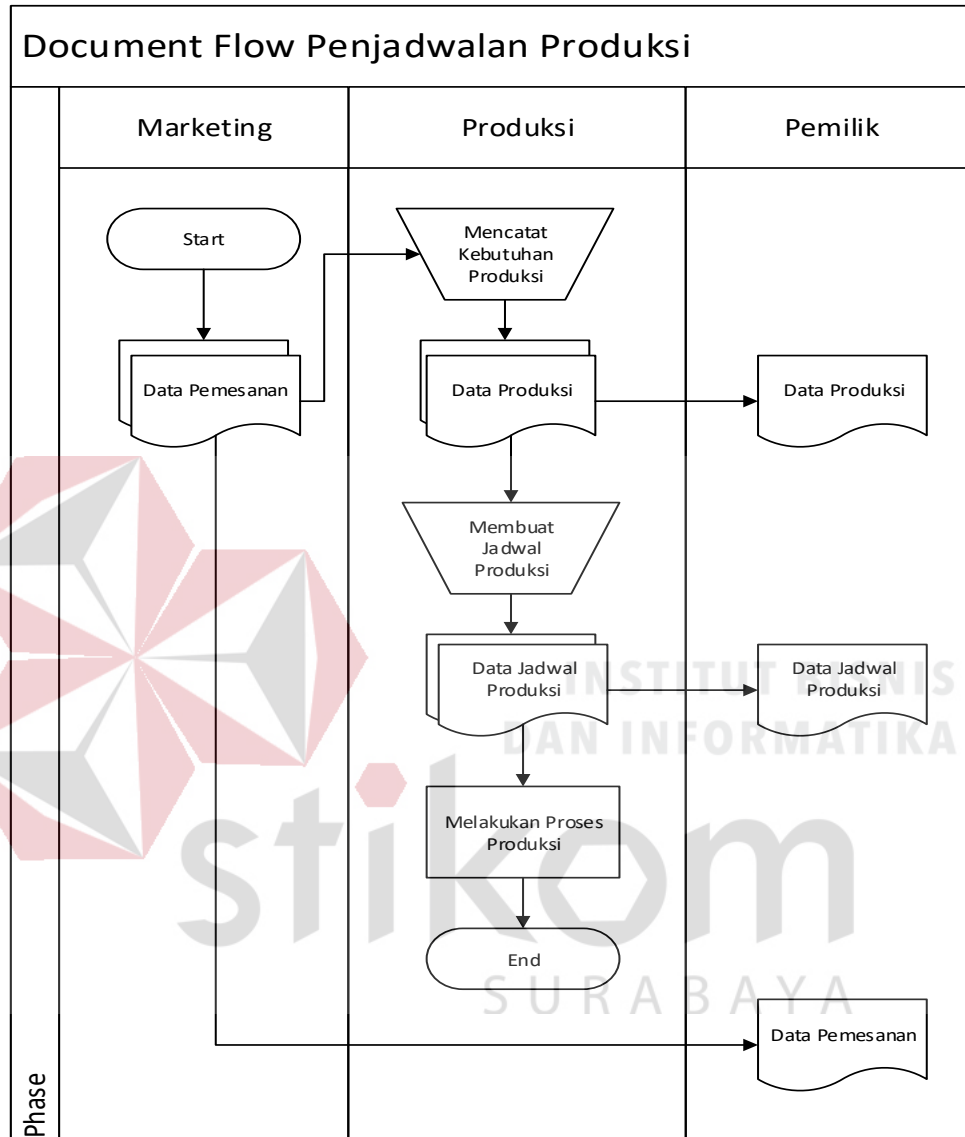 Document Flow Penjadwalan Produksi
Marketing
Produksi
Pemilik
Phase
Start
Mencatat
Kebutuhan
Produksi
Data Pemesanan
Data Produksi
Data Produksi
Membuat
Jadwal
Produksi
Data Jadwal
Produksi
Data Jadwal
Produksi
INSTITUT BISNIS
DAN INFORMATIKA
Melakukan Proses
Produksi
stikom
End
SURABAYA
Data Pemesanan